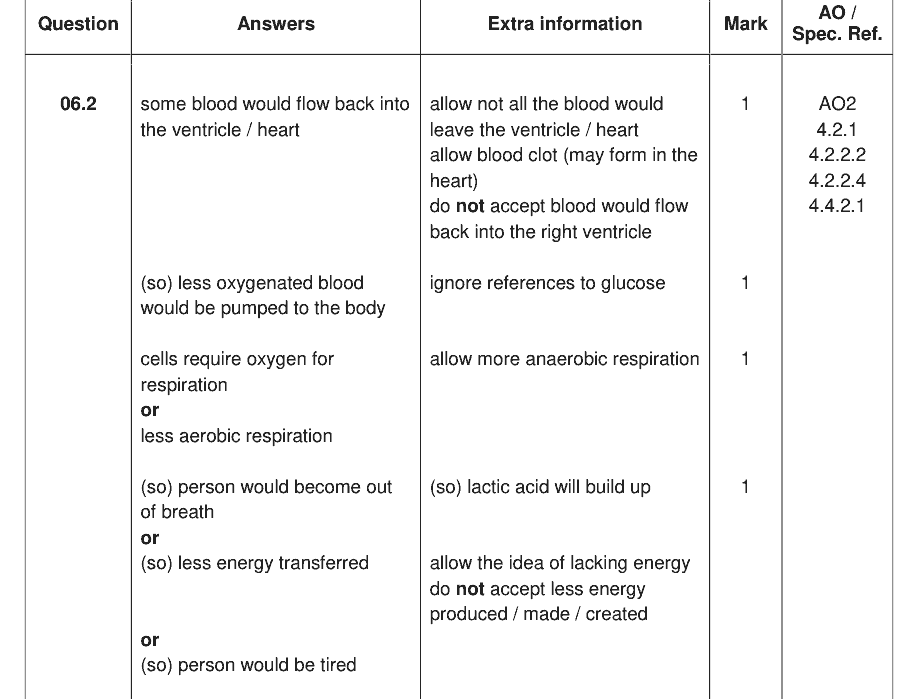 Question Answers Extra information Mark AO /
Spec. Ref.
06.2 some blood would flow back into allow not all the blood would 1 AO2
the ventricle / heart leave the ventricle / heart 4.2.1
allow blood clot (may form in the 4.2.2.2
heart) 4.2.2.4
do not accept blood would flow 4.4.2.1
back into the right ventricle
(so) less oxygenated blood ignore references to glucose 1
would be pumped to the body
cells require oxygen for allow more anaerobic respiration 1
respiration
or
less aerobic respiration
(so) person would become out (so) lactic acid will build up 1
of breath
or
(so) less energy transferred allow the idea of lacking energy
do not accept less energy
produced / made / created
or
(so) person would be tired